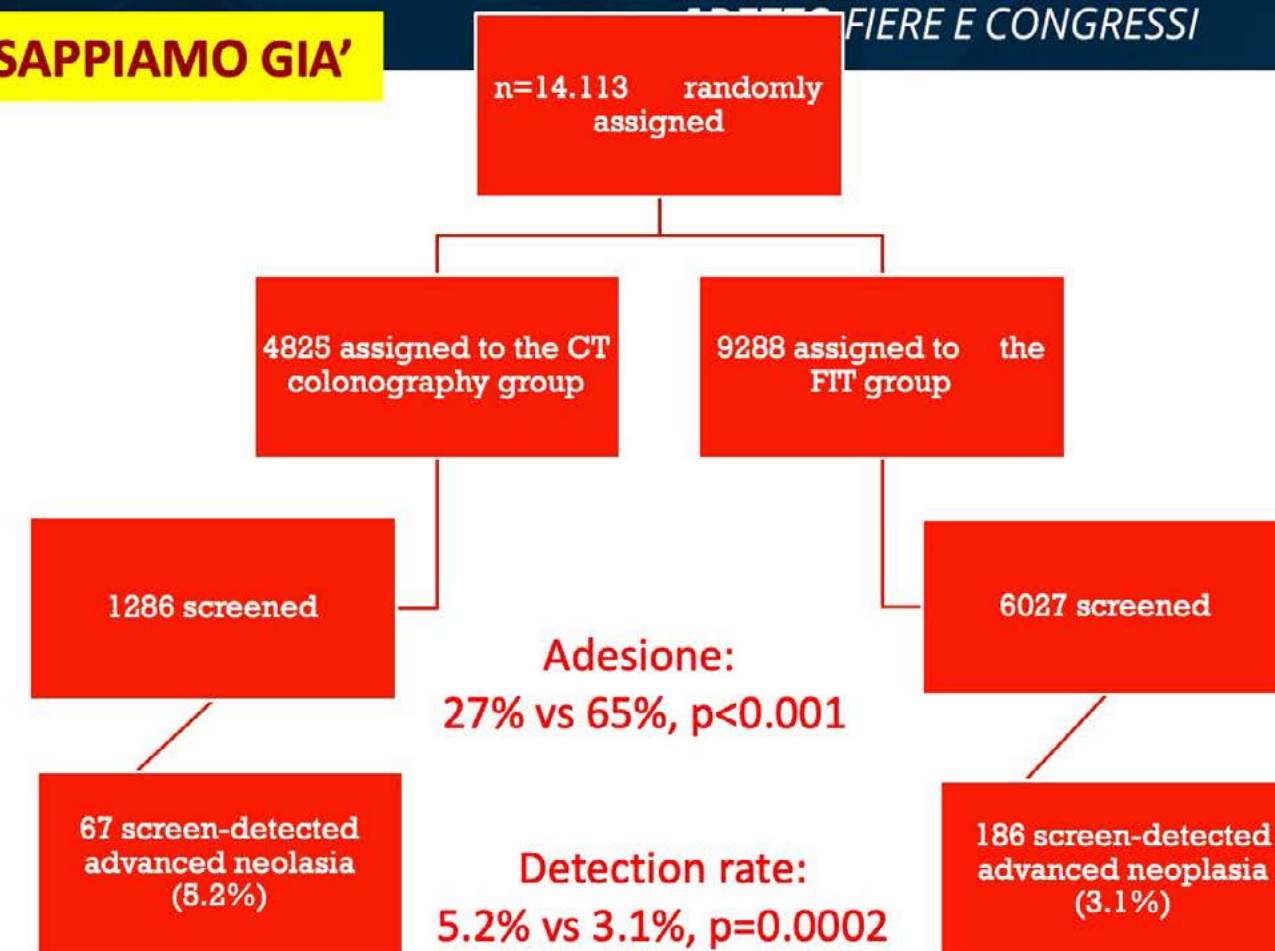 FIERE E CONGRESSI
SAPPIAMO GIA’
n=14.113 randomly
assigned
4825 assigned to the CT
colonography group
9288 assigned to the
FIT group
1286 screened
6027 screened
Adesione:
27% vs 65%, p<0.001
67 screen-detected
advanced neolasia
(5.2%)
186 screen-detected
advanced neoplasia
(3.1%)
Detection rate:
5.2% vs 3.1%, p=0.0002